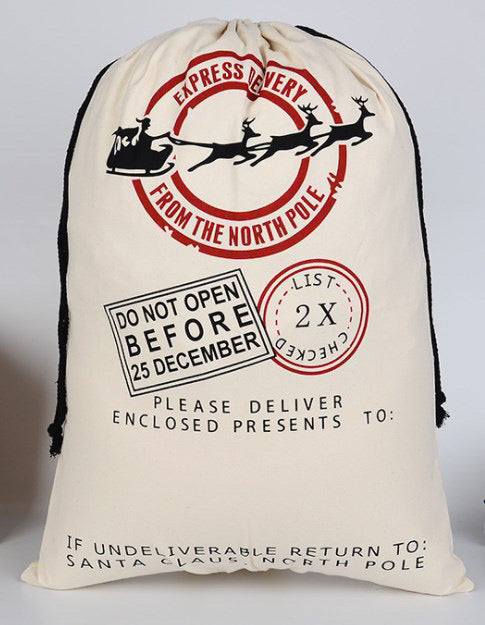 EXPRESS DELIVERY
FROM THE NORTH POLE
DO NOT OPEN
BEFORE
25 DECEMBER
LIST
2X
CHECKED
PLEASE DELIVER
ENCLOSED PRESENTS TO:
IF UNDELIVERABLE RETURN TO:
SANTA CLAUS, NORTH POLE